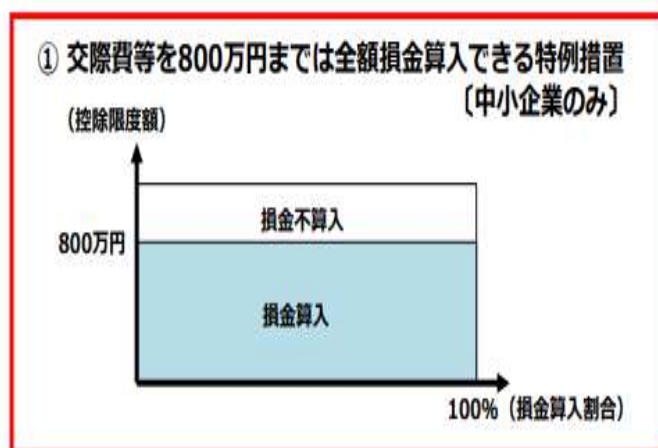 ① 交際費等を800万円までは全額損金算入できる特例措置
〔中小企業のみ〕
（控除限度額）
損金不算入
800万円
損金算入
100%（損金算入割合）